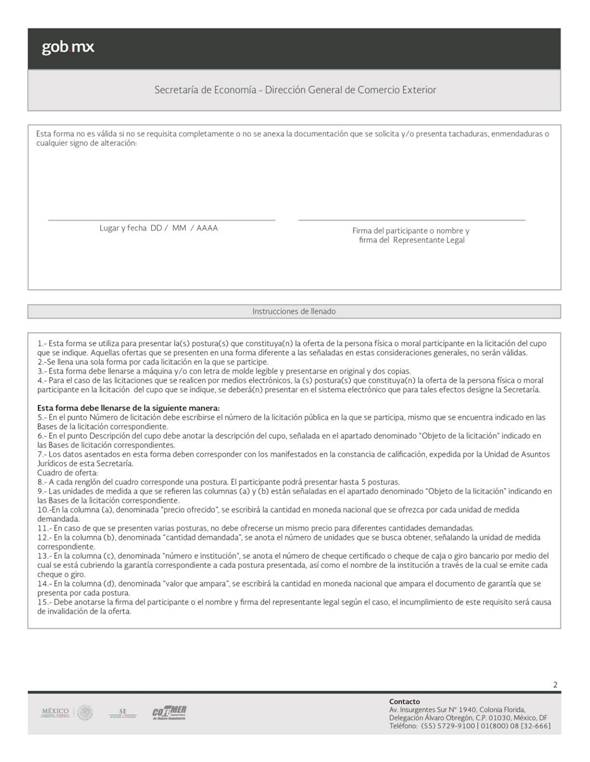 gob.mx
Secretaría de Economía - Dirección General de Comercio Exterior
Esta forma no es válida si no se requisita completamente o no se anexa la documentación que se solicita y/o presenta tachaduras, enmendaduras o
cualquier signo de alteración:
Lugar y fecha  DD /  MM  / AAAA
Firma del participante o nombre y
firma del  Representante Legal
Instrucciones de llenado
1.- Esta forma se utiliza para presentar la(s) postura(s) que constituya(n) la oferta de la persona física o moral participante en la licitación del cupo
que se indique. Aquellas ofertas que se presenten en una forma diferente a las señaladas en estas consideraciones generales, no serán válidas.
2.-Se llena una sola forma por cada licitación en la que se participe.
3.- Esta forma debe llenarse a máquina y/o con letra de molde legible y presentarse en original y dos copias.
4.- Para el caso de las licitaciones que se realicen por medios electrónicos, la (s) postura(s) que constituya(n) la oferta de la persona física o moral
participante en la licitación  del cupo que se indique, se deberá(n) presentar en el sistema electrónico que para tales efectos designe la Secretaría.
Esta forma debe llenarse de la siguiente manera:
5.- En el punto Número de licitación debe escribirse el número de la licitación pública en la que se participa, mismo que se encuentra indicado en las
Bases de la licitación correspondiente.
6.- En el punto Descripción del cupo debe anotar la descripción del cupo, señalada en el apartado denominado "Objeto de la licitación" indicado en
las Bases de la licitación correspondientes.
7.- Los datos asentados en esta forma deben corresponder con los manifestados en la constancia de calificación, expedida por la Unidad de Asuntos
Jurídicos de esta Secretaría.
Cuadro de oferta:
8.- A cada renglón del cuadro corresponde una postura. El participante podrá presentar hasta 5 posturas.
9.- Las unidades de medida a que se refieren las columnas (a) y (b) están señaladas en el apartado denominado "Objeto de la licitación" indicando en
las Bases de la licitación correspondiente.
10.-En la columna (a), denominada "precio ofrecido", se escribirá la cantidad en moneda nacional que se ofrezca por cada unidad de medida
demandada.
11.- En caso de que se presenten varias posturas, no debe ofrecerse un mismo precio para diferentes cantidades demandadas.
12.- En la columna (b), denominada "cantidad demandada", se anota el número de unidades que se busca obtener, señalando la unidad de medida
correspondiente.
13.- En la columna (c), denominada "número e institución", se anota el número de cheque certificado o cheque de caja o giro bancario por medio del
cual se está cubriendo la garantía correspondiente a cada postura presentada, así como el nombre de la institución a través de la cual se emite cada
cheque o giro.
14.- En la columna (d), denominada "valor que ampara", se escribirá la cantidad en moneda nacional que ampara el documento de garantía que se
presenta por cada postura.
15.- Debe anotarse la firma del participante o el nombre y firma del representante legal según el caso, el incumplimiento de este requisito será causa
de invalidación de la oferta.
2
MÉXICO
SE
COFEMER
Contacto
Av. Insurgentes Sur N° 1940, Colonia Florida,
Delegación Álvaro Obregón, C.P. 01030, México, DF
Teléfono:  (55) 5729-9100 | 01(800) 08 [32-666]